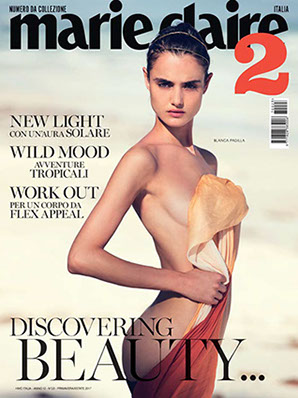 NUMERO DA COLLEZIONE
ITALIA
marie claire
2
BLANCA PADILLA
NEW LIGHT
CON UN'AURA SOLARE
WILD MOOD
AVVENTURE
TROPICALI
WORK OUT
PER UN CORPO DA
FLEX APPEAL
DISCOVERING
BEAUTY...